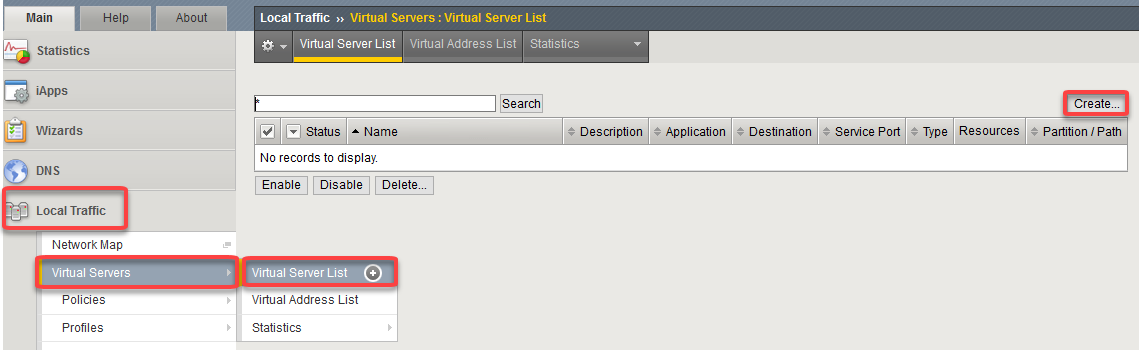 Main Help About
Local Traffic ›› Virtual Servers : Virtual Server List
Virtual Server List Virtual Address List Statistics
Statistics
iApps
Wizards
DNS
Local Traffic
Network Map
Virtual Servers
Policies
Profiles
Virtual Server List
Virtual Address List
Statistics
* Search Create...
Status Name Description Application Destination Service Port Type Resources Partition / Path
No records to display.
Enable Disable Delete...